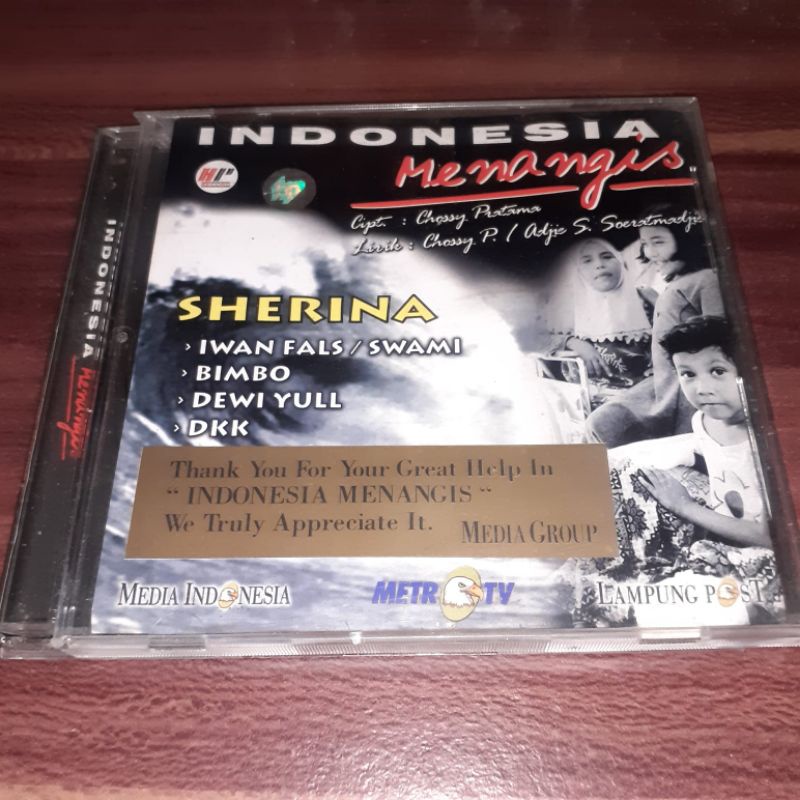 INDONESIA
Menangis
HP
Cipt. : Chossy Pratama
Lirik : Chossy P. / Adjie S. Soeratmadjie
SHERINA
› IWAN FALS / SWAMI
› BIMBO
› DEWI YULL
› DKK
Thank You For Your Great Help In
“ INDONESIA MENANGIS “
We Truly Appreciate It.
MEDIA GROUP
MEDIA INDONESIA
METRO TV
LAMPUNG POST
INDONESIA Menangis